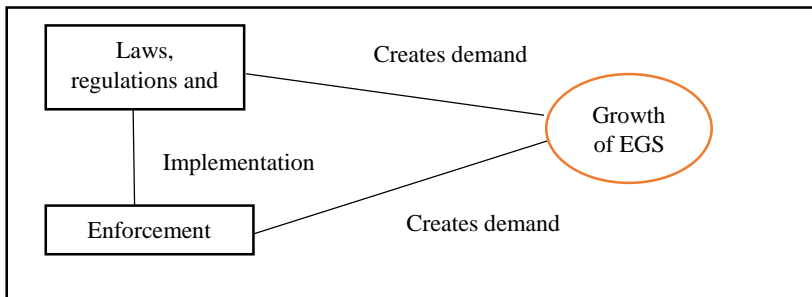 Laws,
regulations and
Creates demand
Growth
of EGS
Implementation
Enforcement
Creates demand